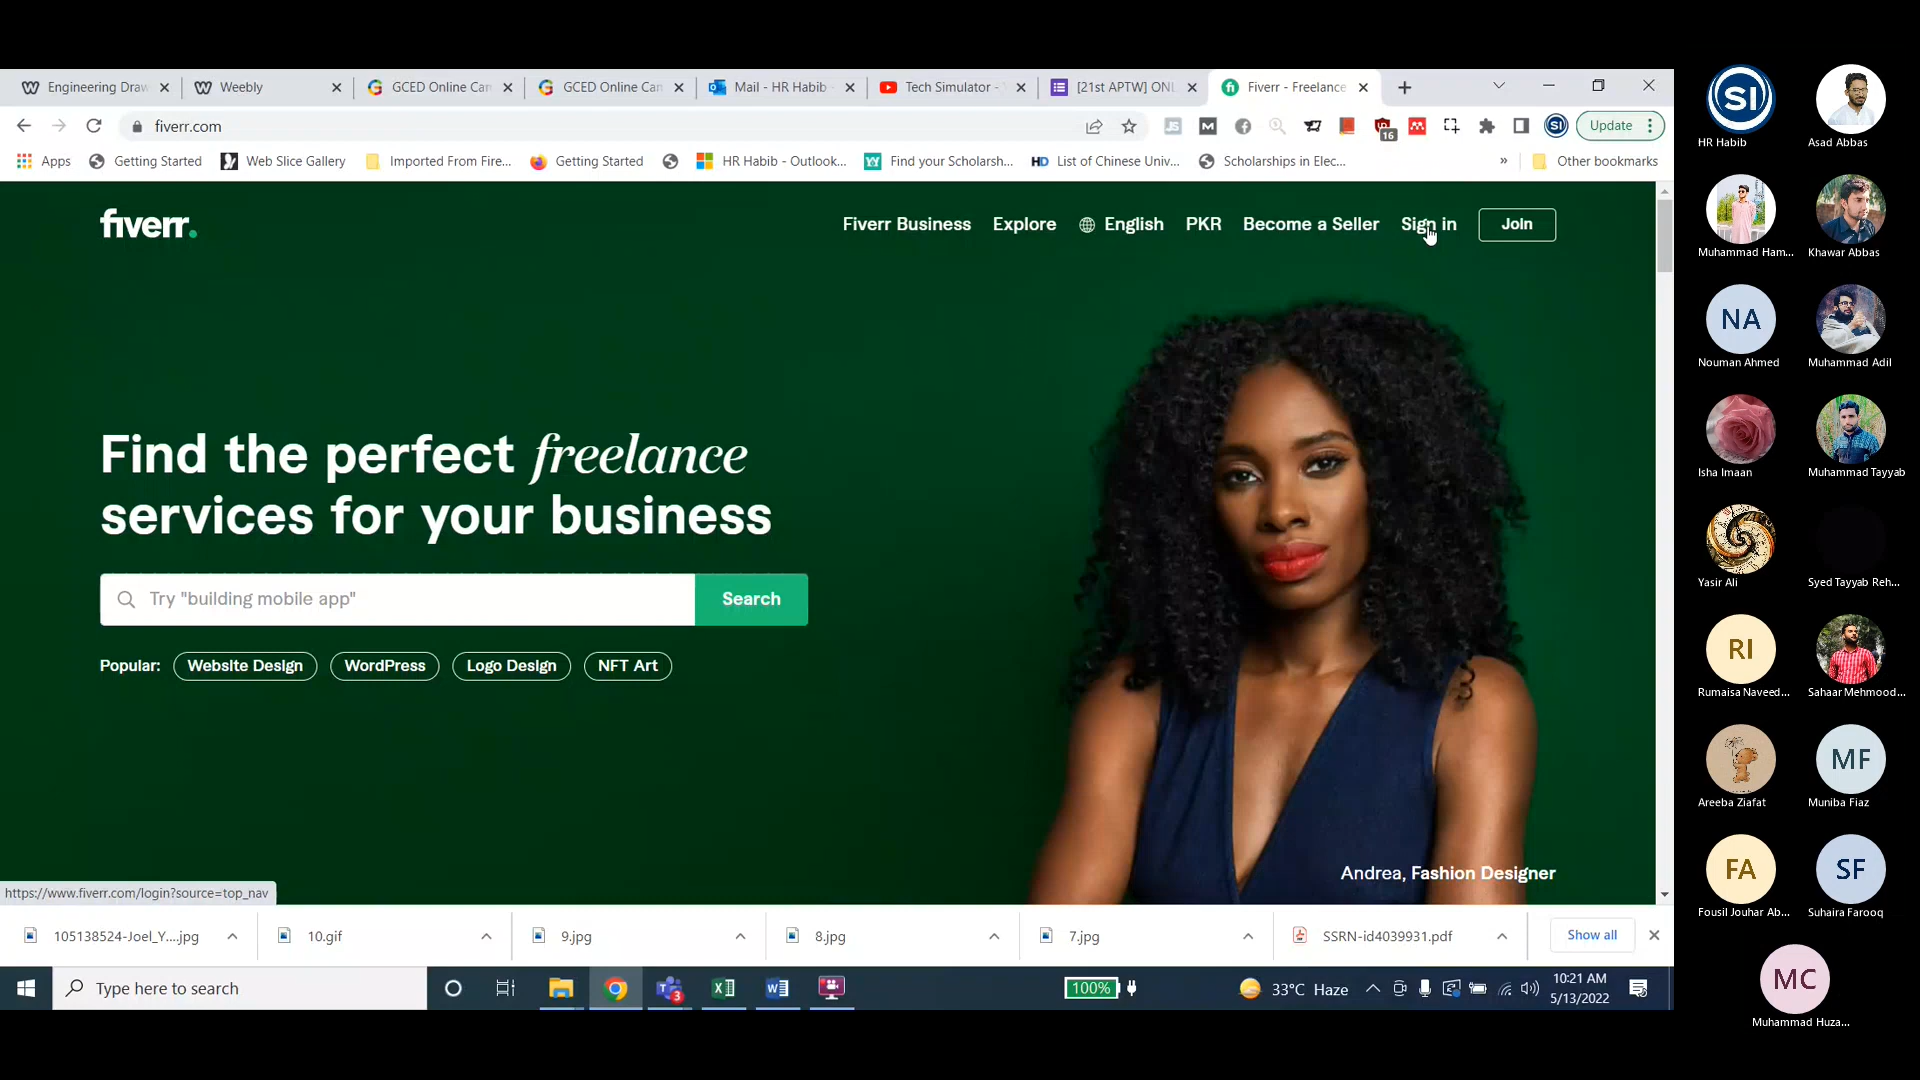 Engineering Draw
Weebly
GCED Online Can
GCED Online Can
Mail - HR Habib
Tech Simulator -
[21st APTW] ONL
Fiverr - Freelance
fiverr.com
16
SI
Update
Apps
Getting Started
Web Slice Gallery
Imported From Fire...
Getting Started
HR Habib - Outlook...
Find your Scholarsh...
HD List of Chinese Univ...
Scholarships in Elec...
»
Other bookmarks
fiverr.
Fiverr Business
Explore
English
PKR
Become a Seller
Sign in
Join
Find the perfect freelance
services for your business
Try "building mobile app"
Search
Popular:
Website Design
WordPress
Logo Design
NFT Art
Andrea, Fashion Designer
https://www.fiverr.com/login?source=top_nav
105138524-Joel_Y....jpg
10.gif
9.jpg
8.jpg
7.jpg
SSRN-id4039931.pdf
Show all
Type here to search
3
100%
33°C Haze
10:21 AM
5/13/2022
SI
HR Habib
Asad Abbas
Muhammad Ham...
Khawar Abbas
NA
Nouman Ahmed
Muhammad Adil
Isha Imaan
Muhammad Tayyab
Yasir Ali
Syed Tayyab Reh...
RI
Rumaisa Naveed...
Sahaar Mehmood...
Areeba Ziafat
MF
Muniba Fiaz
FA
Fousil Jouhar Ab...
SF
Suhaira Farooq
MC
Muhammad Huza...